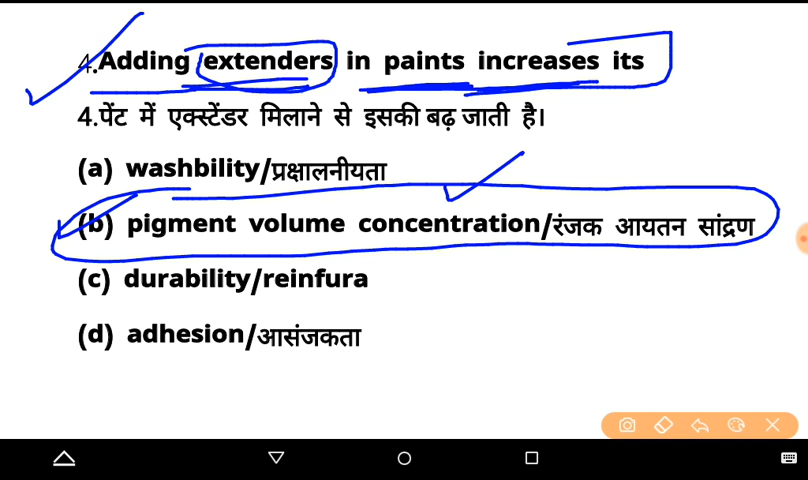 4.Adding extenders in paints increases its
4.पेंट में एक्स्टेंडर मिलाने से इसकी बढ़ जाती है।
(a) washbility/प्रक्षालनीयता
(b) pigment volume concentration/रंजक आयतन सांद्रण
(c) durability/reinfura
(d) adhesion/आसंजकता